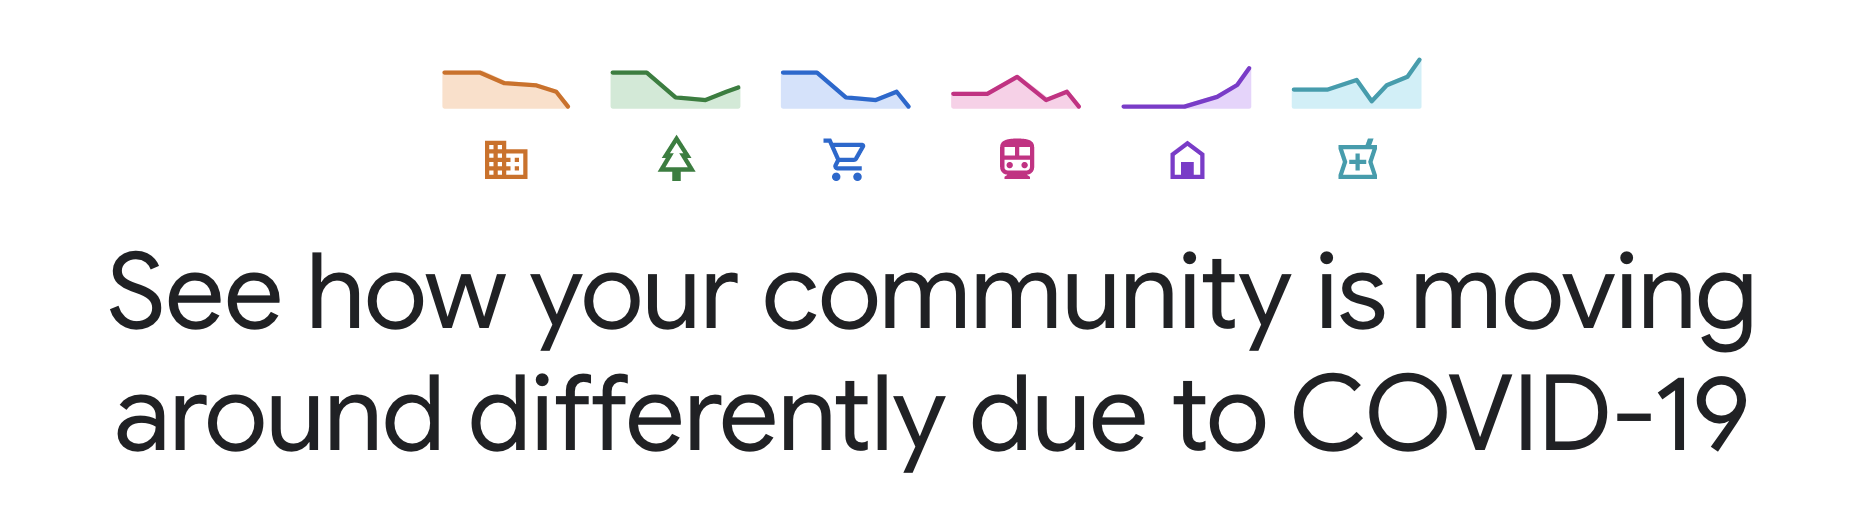 See how your community is moving
around differently due to COVID-19